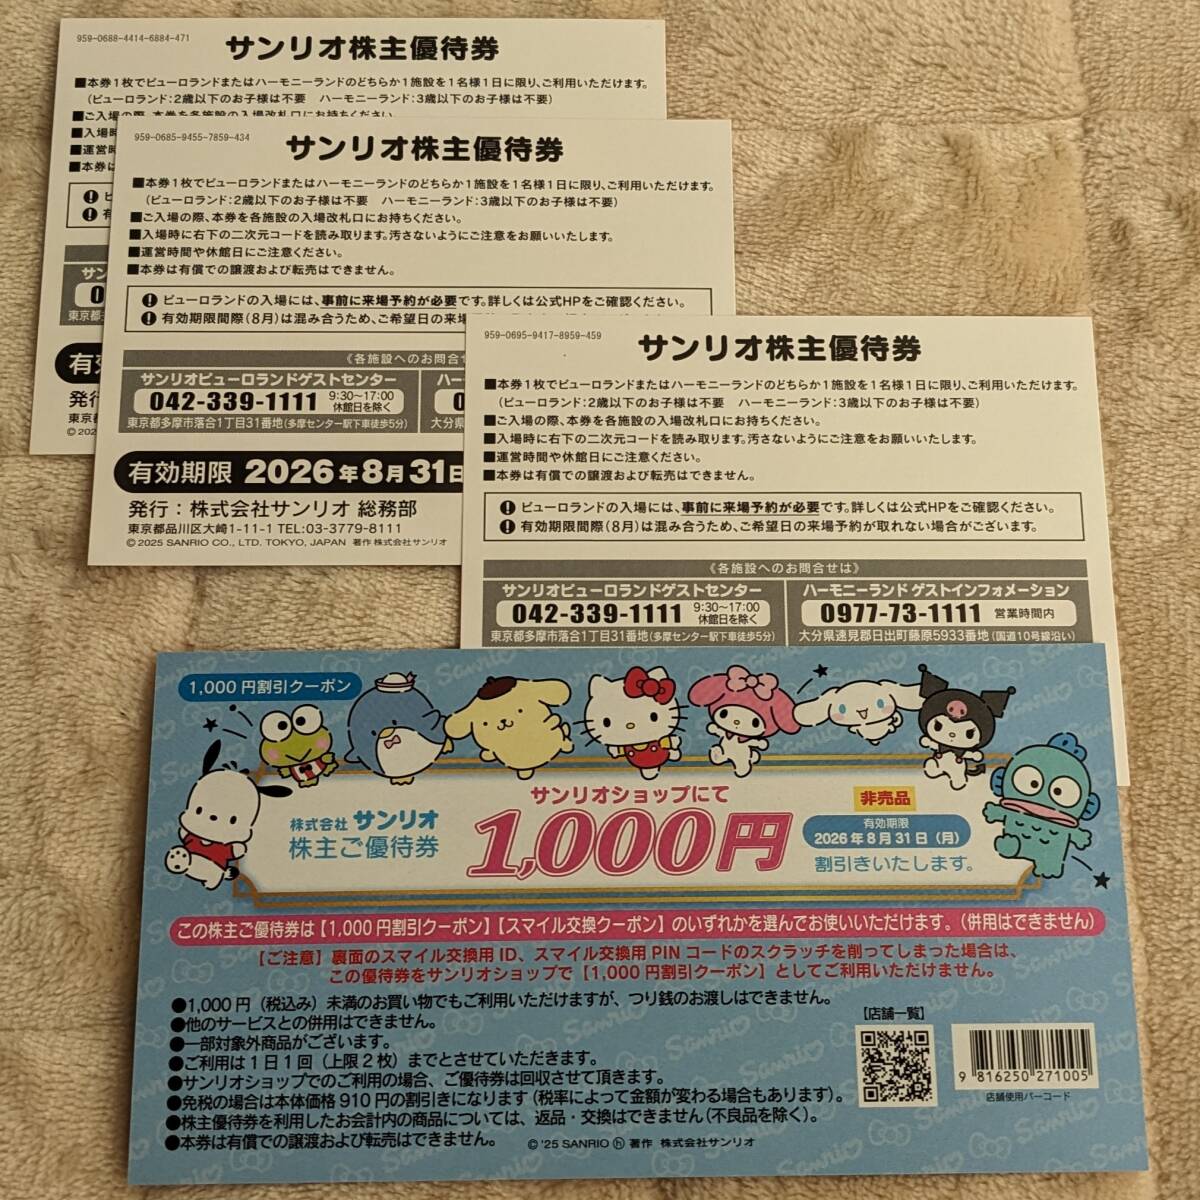 959-0688-4414-6884-471
サンリオ株主優待券
■本券1枚でピューロランドまたはハーモニーランドのどちらか1施設を1名様1日に限り、ご利用いただけます。
(ピューロランド:2歳以下のお子様は不要 ハーモニーランド:3歳以下のお子様は不要)
■ご入場の際、本券を各施設の入場改札口にお持ちください。
■入場時
■運営時
■本券は
東京都
有効
発行
東京都
©202
959-0685-9455-7859-434
サンリオ株主優待券
■本券1枚でピューロランドまたはハーモニーランドのどちらか1施設を1名様1日に限り、ご利用いただけます。
(ピューロランド:2歳以下のお子様は不要 ハーモニーランド:3歳以下のお子様は不要)
■ご入場の際、本券を各施設の入場改札口にお持ちください。
■入場時に右下の二次元コードを読み取ります。汚さないようにご注意をお願いいたします。
■運営時間や休館日にご注意ください。
■本券は有償での譲渡および転売はできません。
ピューロランドの入場には、事前に来場予約が必要です。詳しくは公式HPをご確認ください。
有効期限間際(8月)は混み合うため、ご希望日の来場
《各施設へのお問合せ
サンリオピューロランドゲストセンター
042-339-1111 9:30~17:00 休館日を除く
東京都多摩市落合1丁目31番地(多摩センター駅下車徒歩5分)
ハーモ
0
大分県
有効期限 2026年8月31日
発行:株式会社サンリオ 総務部
東京都品川区大崎1-11-1 TEL:03-3779-8111
©2025 SANRIO CO., LTD. TOKYO, JAPAN 著作 株式会社サンリオ
959-0695-9417-8959-459
サンリオ株主優待券
■本券1枚でピューロランドまたはハーモニーランドのどちらか1施設を1名様1日に限り、ご利用いただけます。
(ピューロランド:2歳以下のお子様は不要 ハーモニーランド:3歳以下のお子様は不要)
■ご入場の際、本券を各施設の入場改札口にお持ちください。
■入場時に右下の二次元コードを読み取ります。汚さないようにご注意をお願いいたします。
■運営時間や休館日にご注意ください。
■本券は有償での譲渡および転売はできません。
ピューロランドの入場には、事前に来場予約が必要です。詳しくは公式HPをご確認ください。
有効期限間際(8月)は混み合うため、ご希望日の来場予約が取れない場合がございます。
《各施設へのお問合せは》
サンリオピューロランドゲストセンター
042-339-1111 9:30~17:00 休館日を除く
東京都多摩市落合1丁目31番地(多摩センター駅下車徒歩5分)
ハーモニーランド ゲストインフォメーション
0977-73-1111 営業時間内
大分県速見郡日出町藤原5933番地(国道10号線沿い)
1,000円割引クーポン
株式会社 サンリオ
株主ご優待券
サンリオショップにて
1,000円
非売品
有効期限
2026年8月31日(月)
割引きいたします。
この株主ご優待券は【1,000円割引クーポン】【スマイル交換クーポン】のいずれかを選んでお使いいただけます。(併用はできません)
【ご注意】裏面のスマイル交換用ID、スマイル交換用PINコードのスクラッチを削ってしまった場合は、
この優待券をサンリオショップで【1,000円割引クーポン】としてご利用いただけません。
●1,000円(税込み)未満のお買い物でもご利用いただけますが、つり銭のお渡しはできません。
●他のサービスとの併用はできません。
●一部対象外商品がございます。
●ご利用は1日1回(上限2枚)までとさせていただきます。
●サンリオショップでのご利用の場合、ご優待券は回収させて頂きます。
●免税の場合は本体価格910円の割引きになります(税率によって金額が変わる場合もあります)。
●株主優待券を利用したお会計内の商品については、返品・交換はできません(不良品を除く)。
●本券は有償での譲渡および転売はできません。
©'25 SANRIO ⓗ 著作 株式会社サンリオ
【店舗一覧】
9 816250 271005
店舗使用バーコード